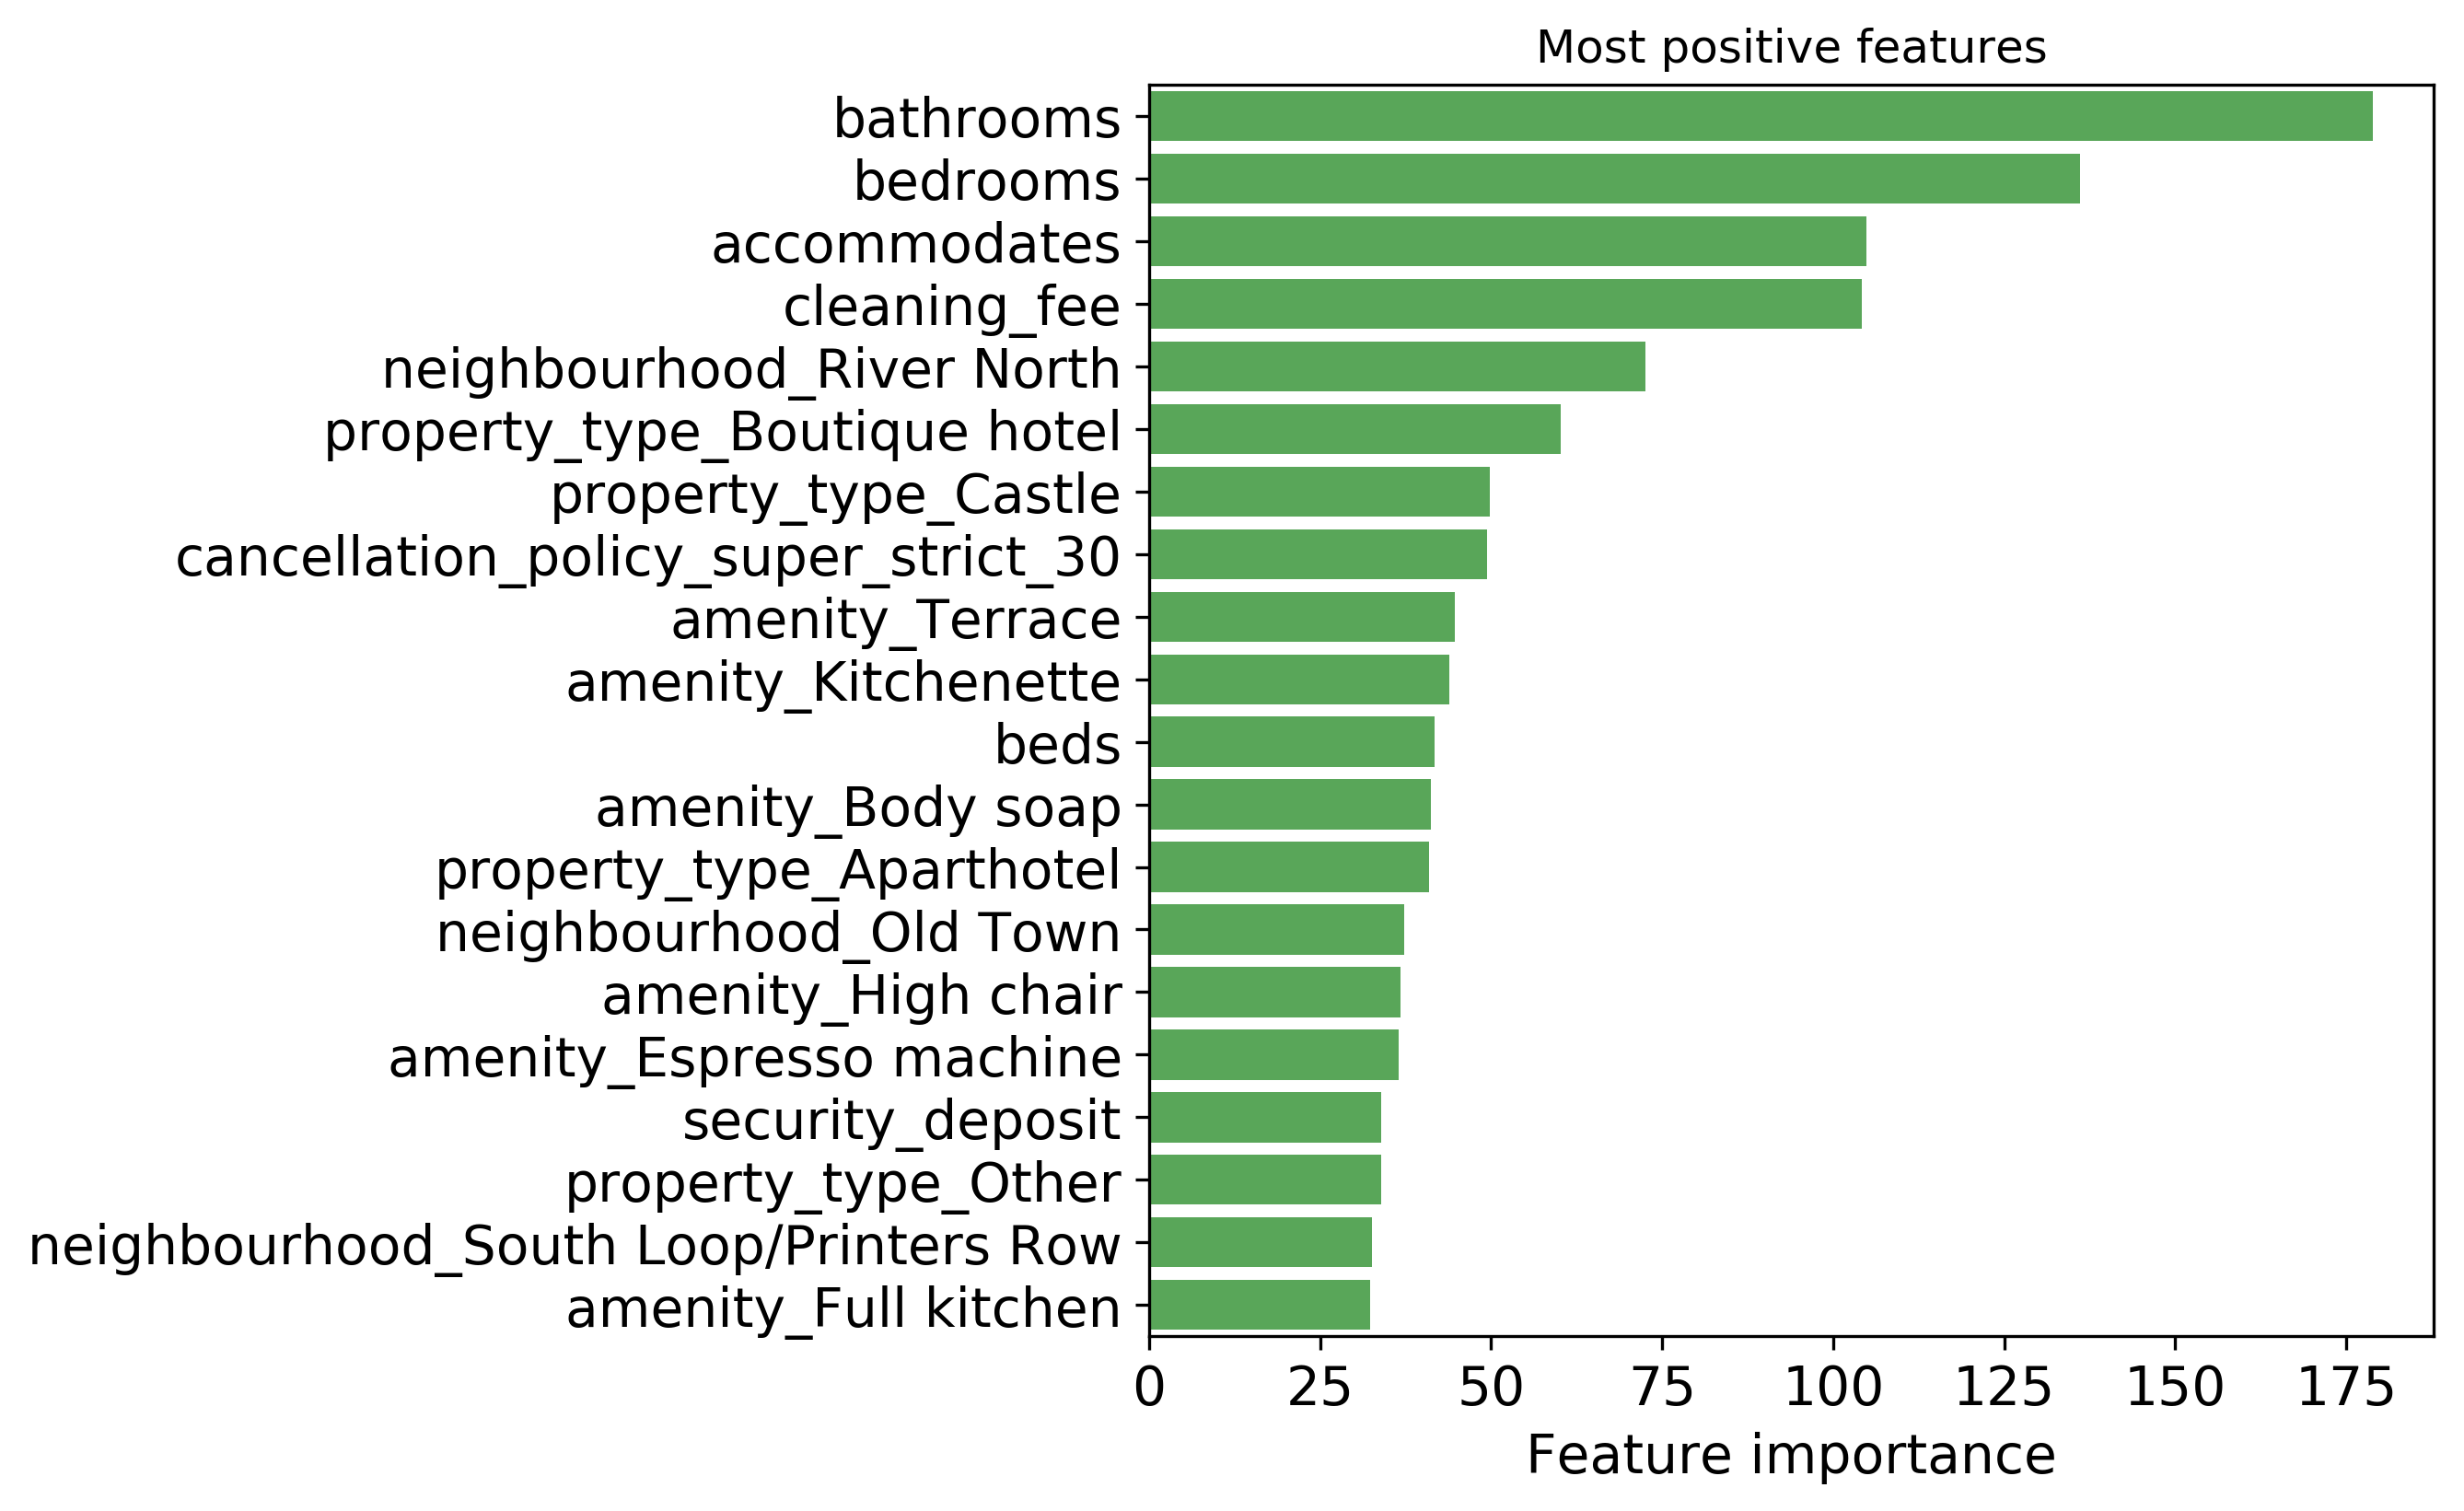 Most positive features
bathrooms
bedrooms
accommodates
cleaning_fee
neighbourhood_River North
property_type_Boutique hotel
property_type_Castle
cancellation_policy_super_strict_30
amenity_Terrace
amenity_Kitchenette
beds
amenity_Body soap
property_type_Aparthotel
neighbourhood_Old Town
amenity_High chair
amenity_Espresso machine
security_deposit
property_type_Other
neighbourhood_South Loop/Printers Row
amenity_Full kitchen
0 25 50 75 100 125 150 175
Feature importance